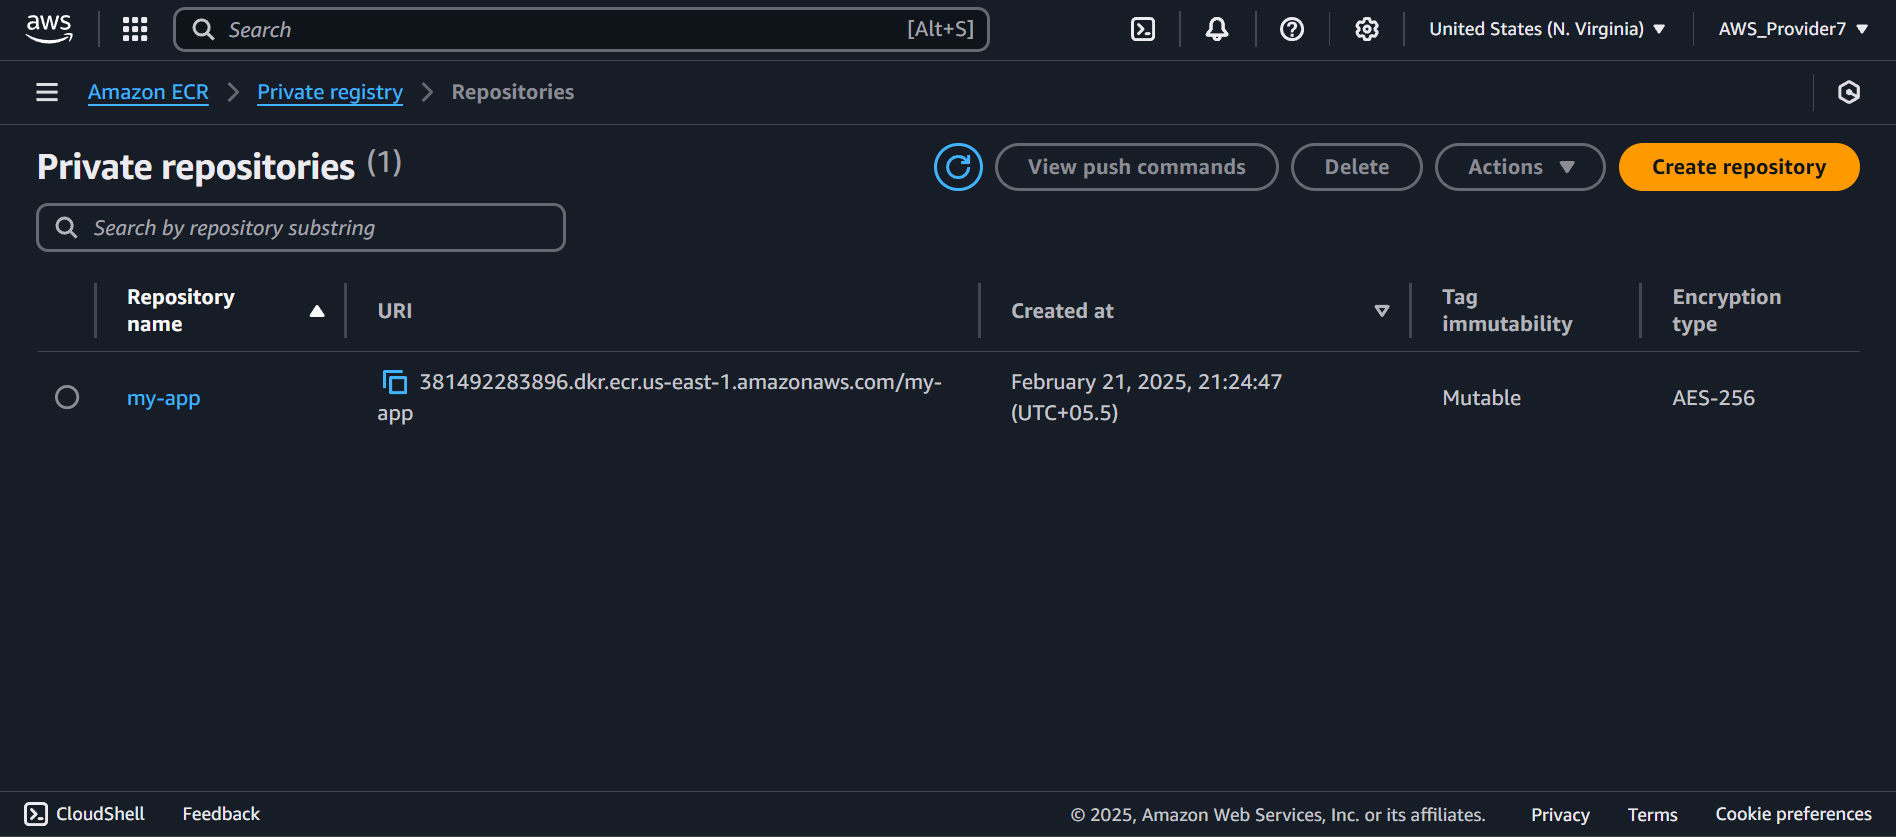 aws
Search [Alt+S]
United States (N. Virginia) AWS_Provider7
Amazon ECR Private registry Repositories
Private repositories (1)
View push commands Delete Actions Create repository
Search by repository substring
Repository
name
URI
Created at
Tag
immutability
Encryption
type
my-app
381492283896.dkr.ecr.us-east-1.amazonaws.com/my-
app
February 21, 2025, 21:24:47
(UTC+05.5)
Mutable
AES-256
CloudShell Feedback © 2025, Amazon Web Services, Inc. or its affiliates. Privacy Terms Cookie preferences